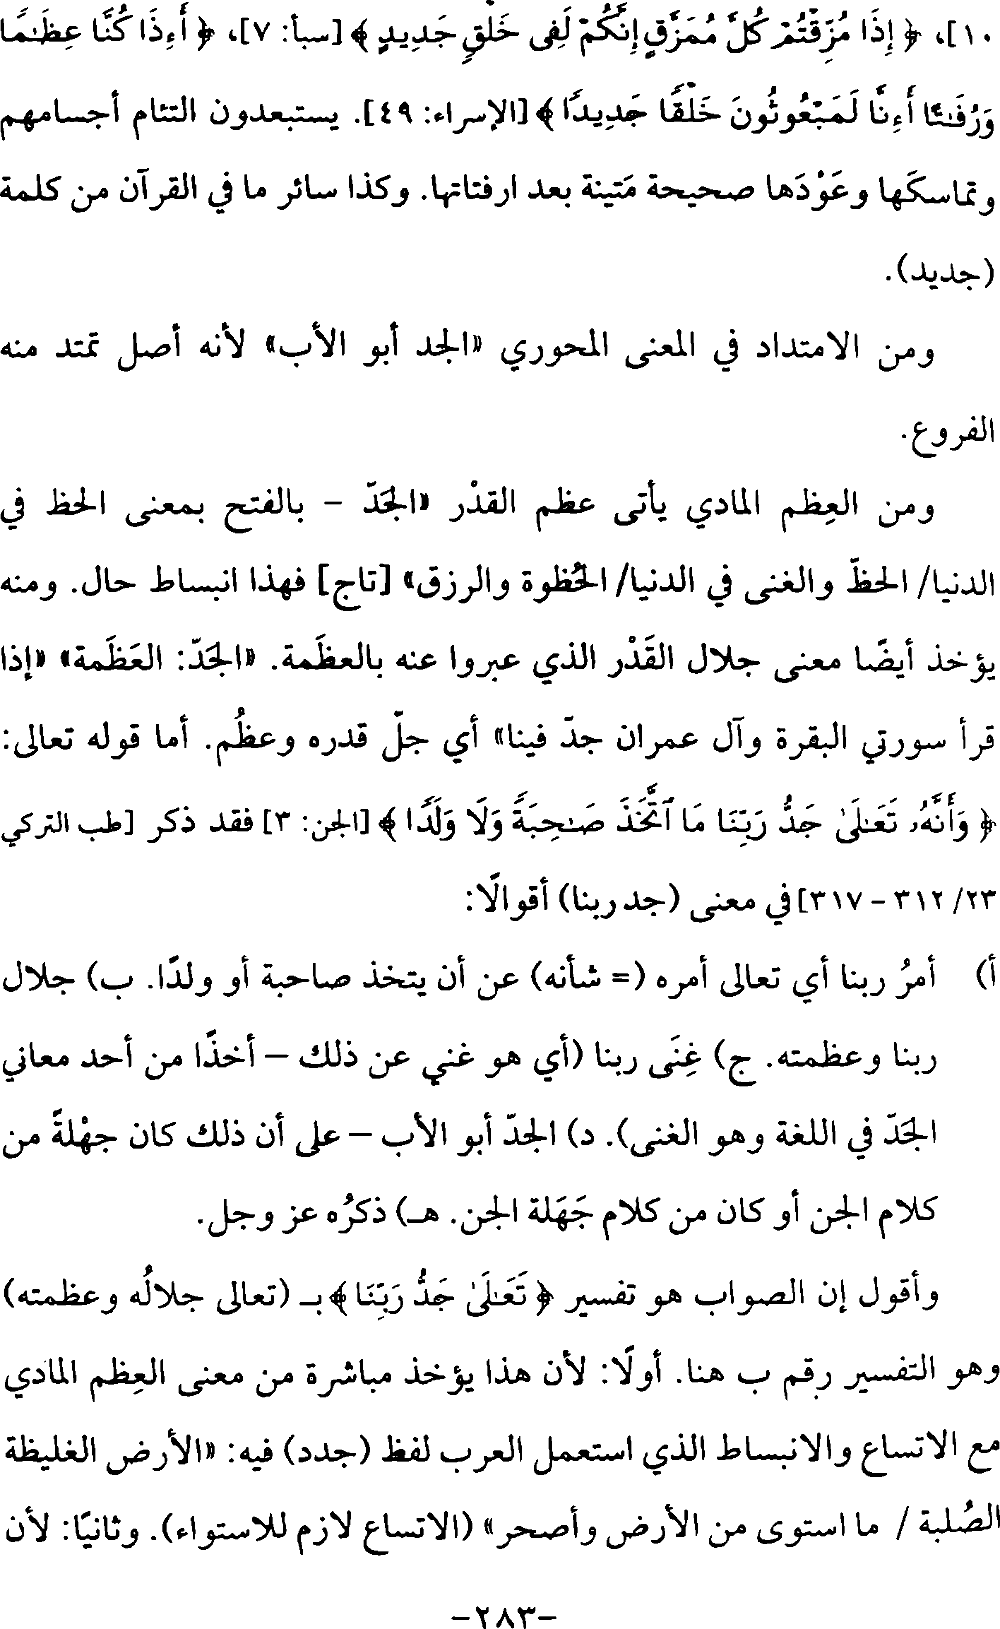 ١٠]، ﴿ إِذَا مُزِّقْتُمْ كُلَّ مُمَزَّقٍ إِنَّكُمْ لَفِى خَلْقٍ جَدِيدٍ ﴾ [سبأ: ٧]، ﴿ أَءِذَا كُنَّا عِظَـٰمًا
وَرُفَـٰتًا أَءِنَّا لَمَبْعُوثُونَ خَلْقًا جَدِيدًا ﴾ [الإسراء: ٤٩]. يستبعدون التئام أجسامهم
وتماسكَها وعَوْدَها صحيحة مَتينة بعد ارفتاتها. وكذا سائر ما في القرآن من كلمة
(جديد).
ومن الامتداد في المعنى المحوري «الجد أبو الأب» لأنه أصل تمتد منه
الفروع.
ومن العِظم المادي يأتى عظم القدْر «الجَدّ – بالفتح بمعنى الحظ في
الدنيا/ الحظّ والغنى في الدنيا/ الحُظوة والرزق» [تاج] فهذا انبساط حال. ومنه
يؤخذ أيضًا معنى جلال القَدْر الذي عبروا عنه بالعظَمة. «الجَدّ: العَظَمة» «إذا
قرأ سورتي البقرة وآل عمران جدّ فينا» أي جلّ قدره وعظُم. أما قوله تعالى:
﴿ وَأَنَّهُۥ تَعَـٰلَىٰ جَدُّ رَبِّنَا مَا ٱتَّخَذَ صَـٰحِبَةً وَلَا وَلَدًا ﴾ [الجن: ٣] فقد ذكر [طب التركي
٢٣/ ٣١٢ – ٣١٧] في معنى (جد ربنا) أقوالًا:
أ) أمرُ ربنا أي تعالى أمره (= شأنه) عن أن يتخذ صاحبة أو ولدًا. ب) جلال
ربنا وعظمته. ج) غِنَى ربنا (أي هو غني عن ذلك – أخذًا من أحد معاني
الجَدّ في اللغة وهو الغنى). د) الجدّ أبو الأب – على أن ذلك كان جهْلةً من
كلام الجن أو كان من كلام جَهَلة الجن. هـ) ذكرُه عز وجل.
وأقول إن الصواب هو تفسير ﴿ تَعَـٰلَىٰ جَدُّ رَبِّنَا ﴾ بـ (تعالى جلالُه وعظمته)
وهو التفسير رقم ب هنا. أولًا: لأن هذا يؤخذ مباشرة من معنى العِظم المادي
مع الاتساع والانبساط الذي استعمل العرب لفظ (جدد) فيه: «الأرض الغليظة
الصُلبة / ما استوى من الأرض وأصحر» (الاتساع لازم للاستواء). وثانيًا: لأن
–٢٨٣–